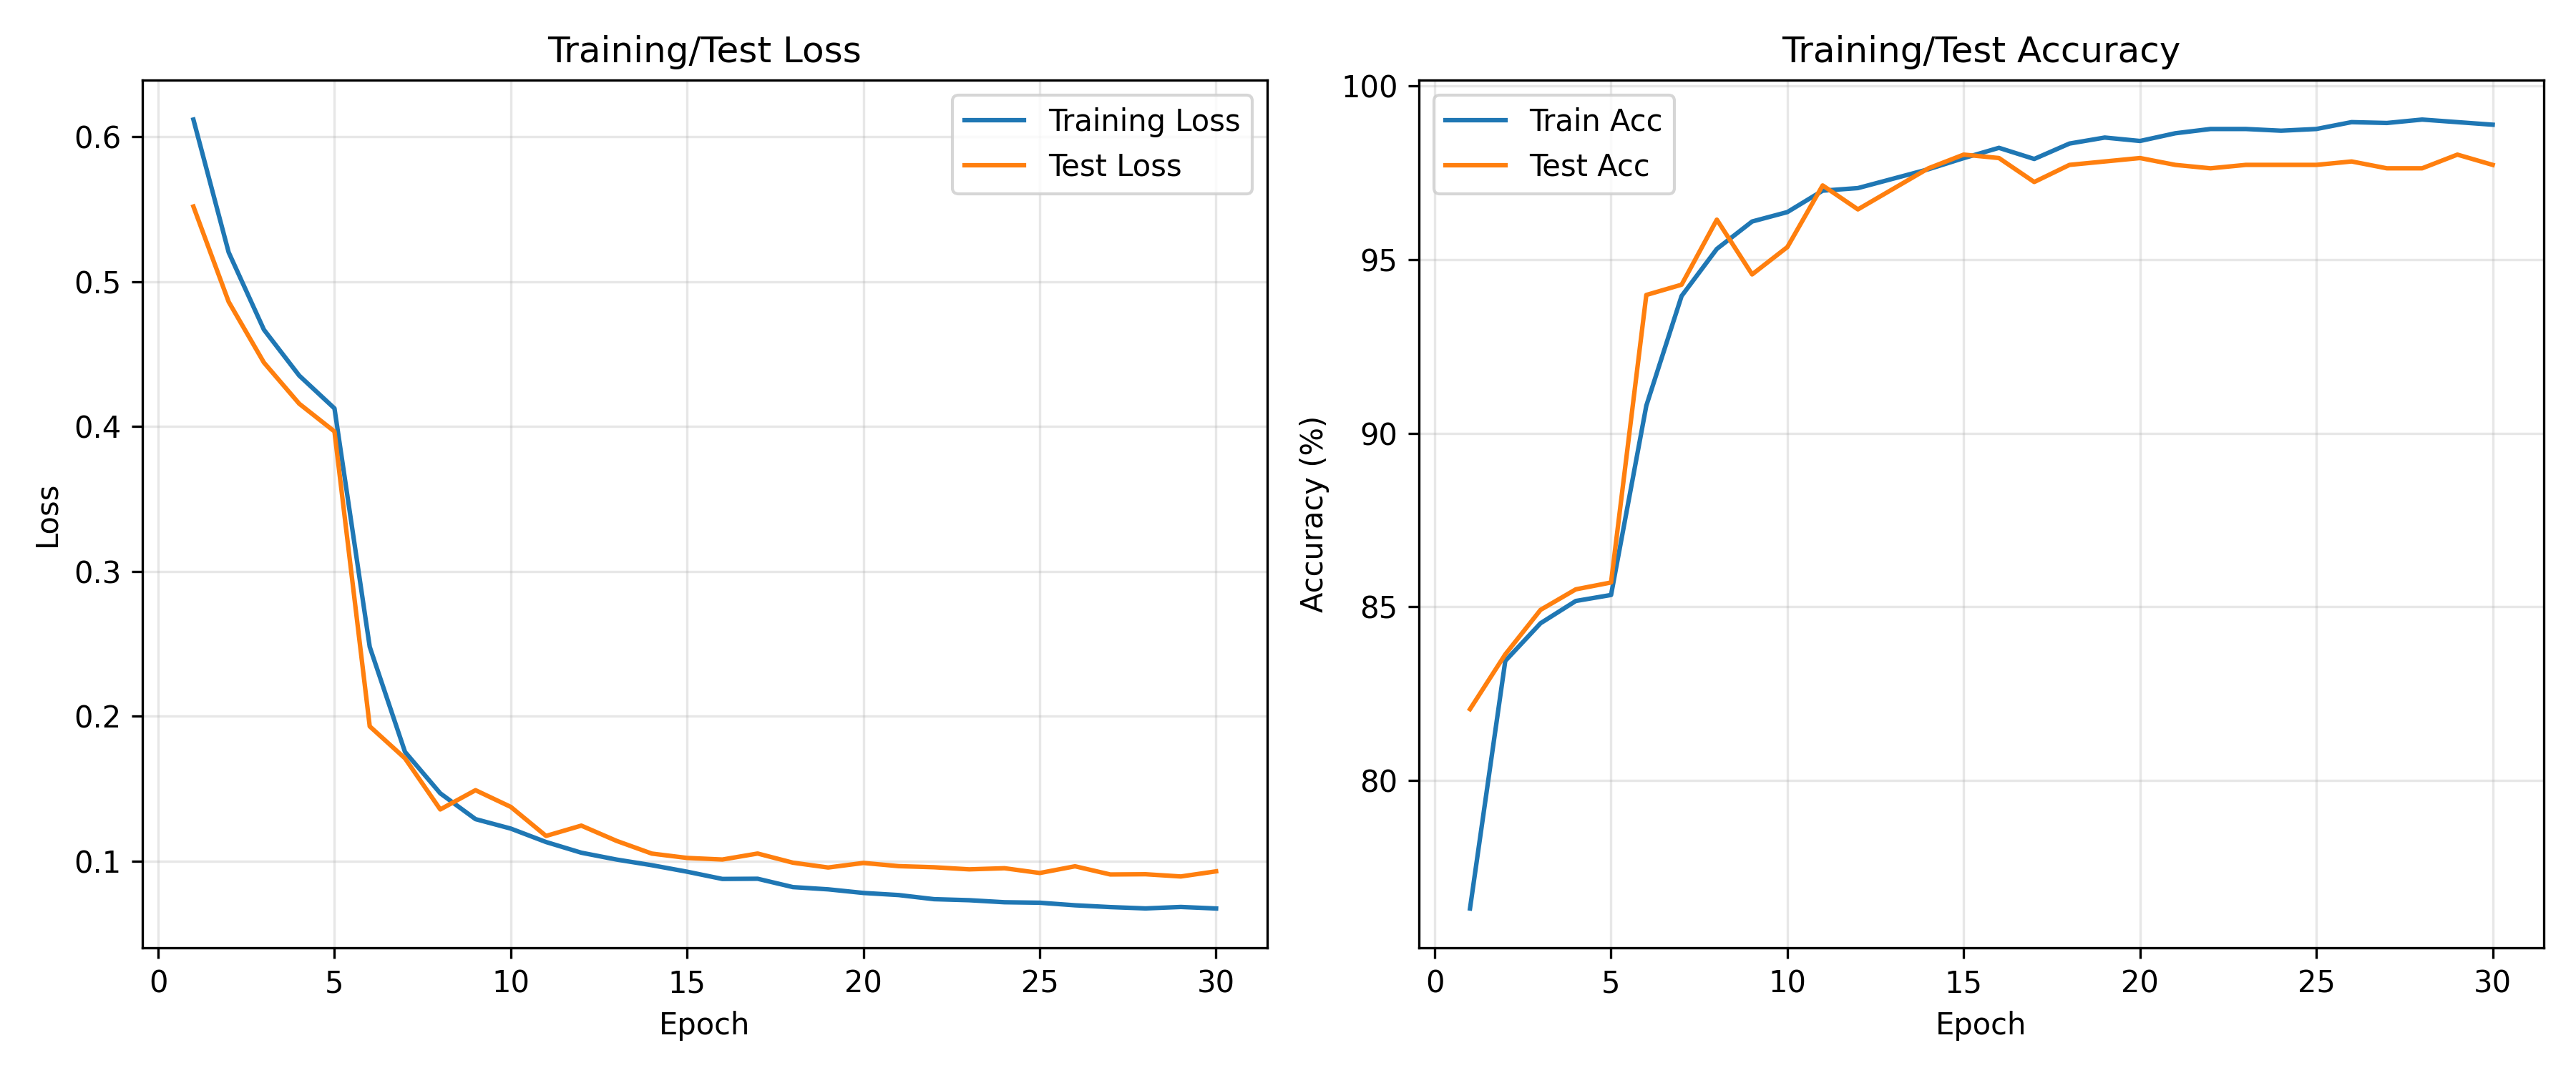 Training/Test Loss
Training Loss
Test Loss
0.6
0.5
0.4
0.3
0.2
0.1
Loss
0 5 10 15 20 25 30
Epoch
Training/Test Accuracy
Train Acc
Test Acc
100
95
90
85
80
Accuracy (%)
0 5 10 15 20 25 30
Epoch